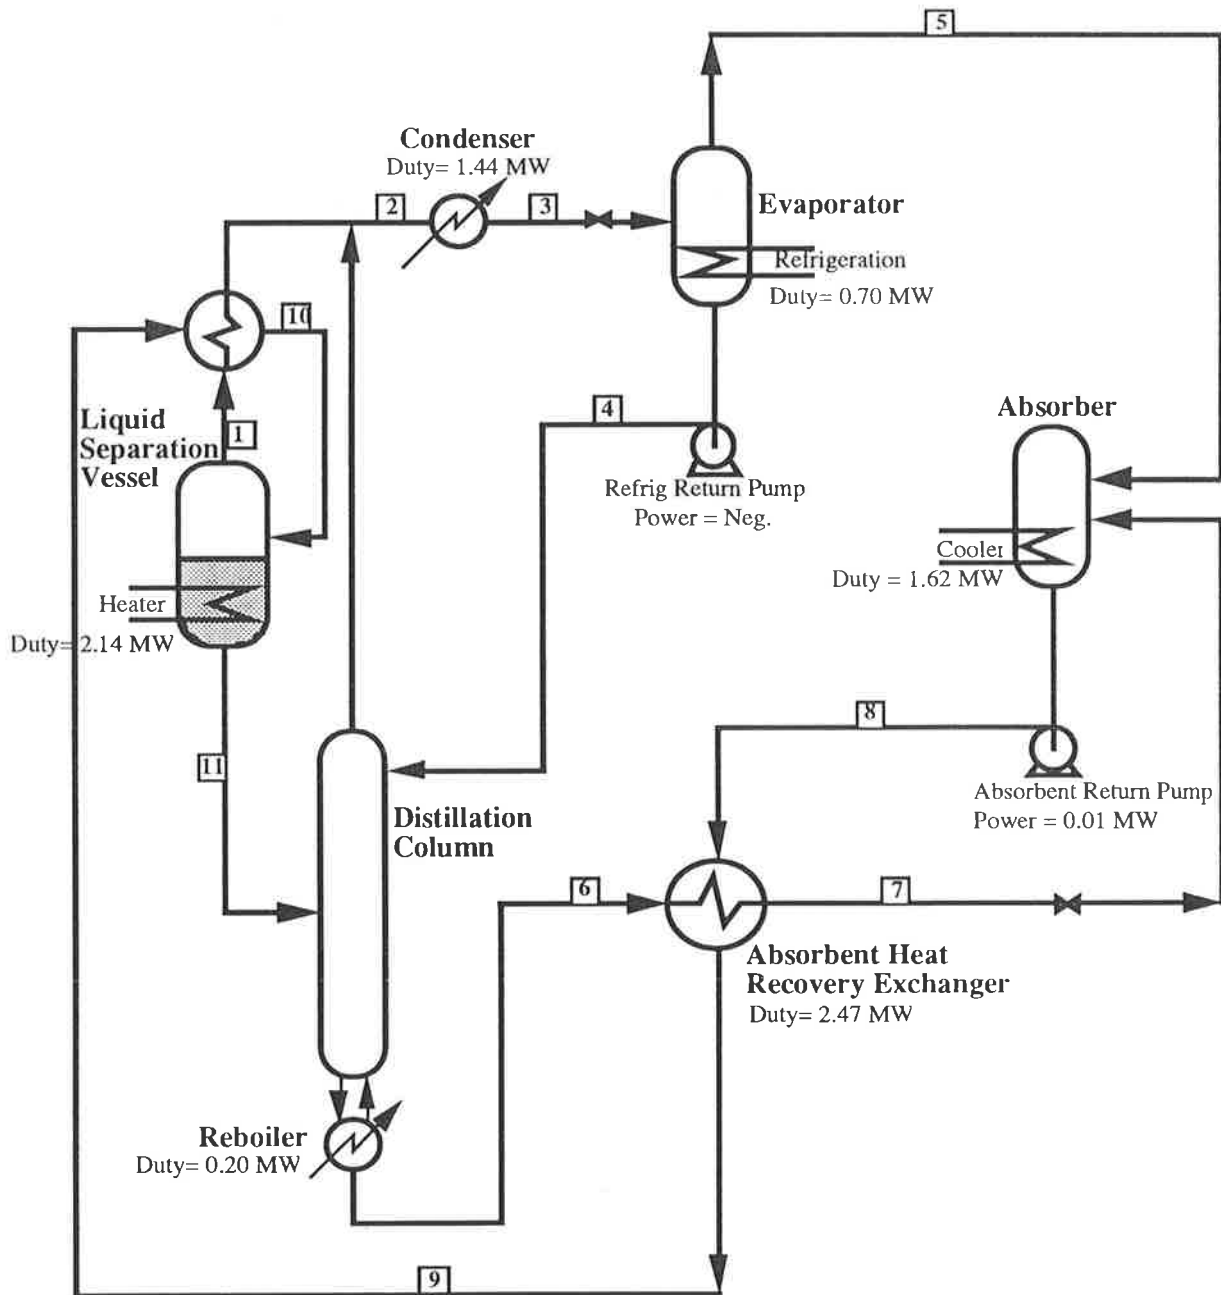 5
Condenser
Duty= 1.44 MW
2
3
Evaporator
Refrigeration
Duty= 0.70 MW
10
Liquid
Separation
Vessel
1
4
Absorber
Refrig Return Pump
Power = Neg.
Cooler
Duty = 1.62 MW
Heater
Duty= 2.14 MW
8
11
Absorbent Return Pump
Power = 0.01 MW
Distillation
Column
6
7
Absorbent Heat
Recovery Exchanger
Duty= 2.47 MW
Reboiler
Duty= 0.20 MW
9